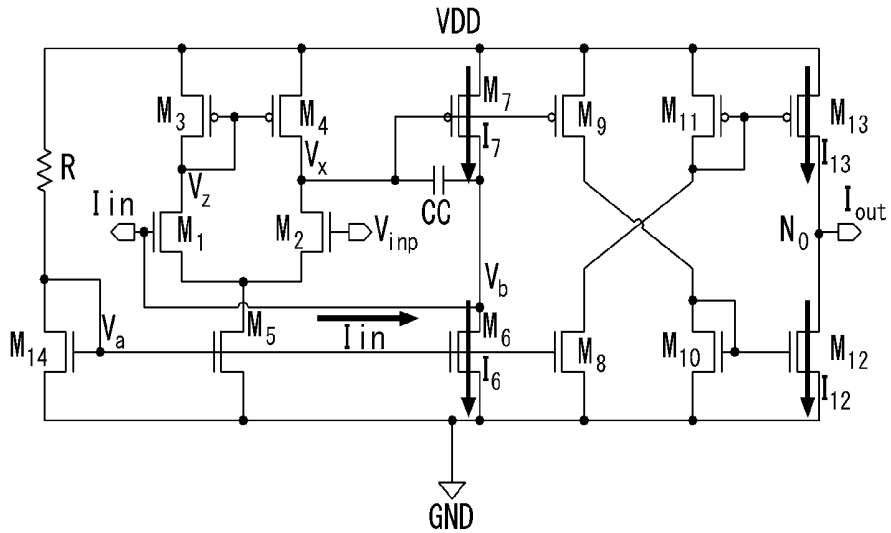 VDD
M3
M4
M7
M9
M11
M13
I7
I13
R
Vz
Vx
CC
Iin
M1
M2
Vinp
N0
Iout
Vb
M14
Va
M5
Iin
M6
M8
M10
M12
I6
I12
GND